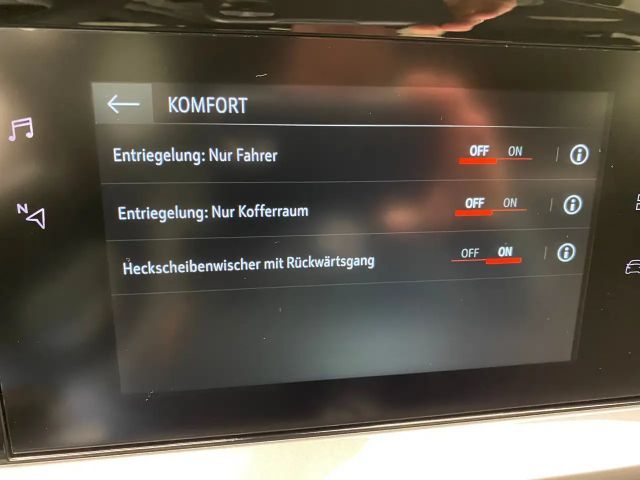 KOMFORT
Entriegelung: Nur Fahrer OFF ON
N
Entriegelung: Nur Kofferraum OFF ON
Heckscheibenwischer mit Rückwärtsgang OFF ON